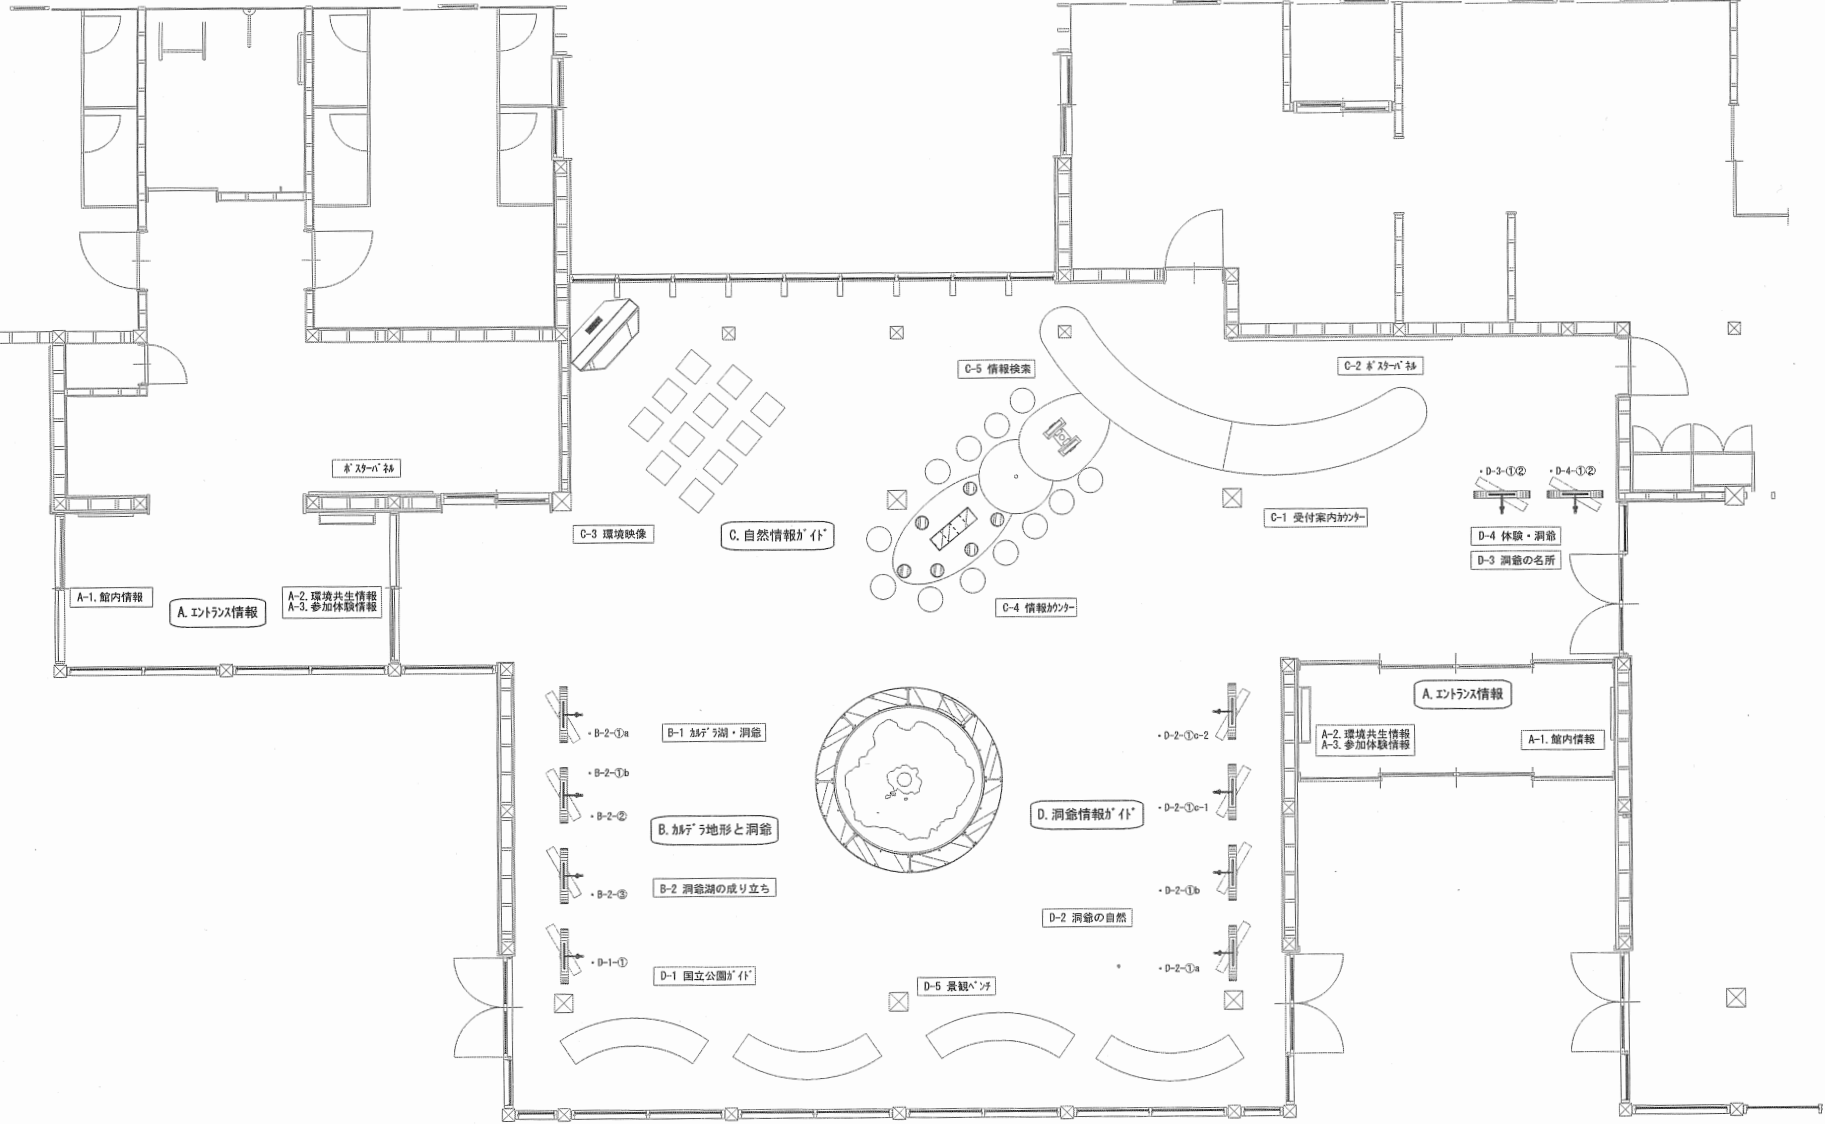 C-5 情報検索
C-2 ポスターパネル
ポスターパネル
・D-3-①②
・D-4-①②
C-3 環境映像
C. 自然情報ガイド
C-1 受付案内カウンター
D-4 体験・洞爺
D-3 洞爺の名所
A-1. 館内情報
A. エントランス情報
A-2. 環境共生情報
A-3. 参加体験情報
C-4 情報カウンター
A. エントランス情報
A-2. 環境共生情報
A-3. 参加体験情報
A-1. 館内情報
・B-2-①a
B-1 カルデラ湖・洞爺
・D-2-①c-2
・B-2-①b
・B-2-②
B. カルデラ地形と洞爺
D. 洞爺情報ガイド
・D-2-①c-1
・B-2-③
B-2 洞爺湖の成り立ち
・D-2-①b
D-2 洞爺の自然
・D-1-①
D-1 国立公園ガイド
D-5 景観ベンチ
・D-2-①a